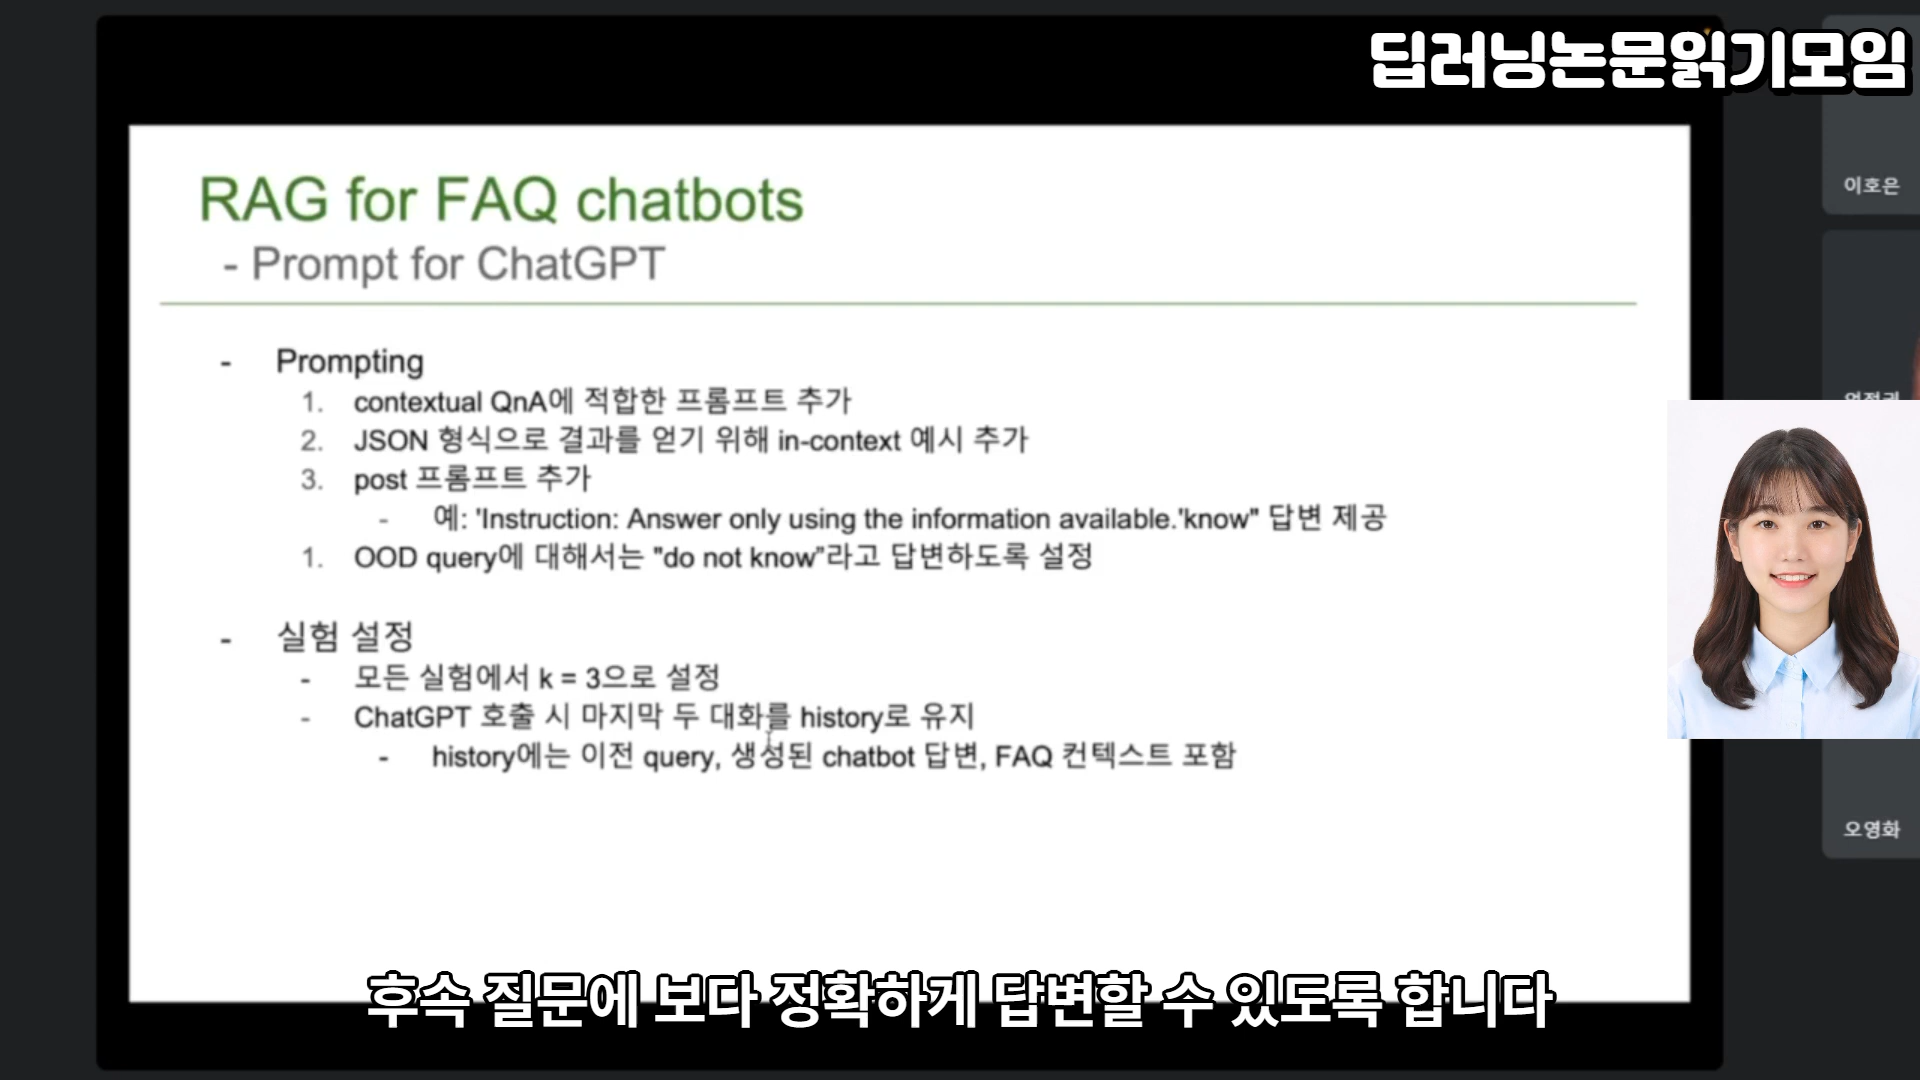 딥러닝논문읽기모임
이호은
RAG for FAQ chatbots
- Prompt for ChatGPT
- Prompting
1. contextual QnA에 적합한 프롬프트 추가
2. JSON 형식으로 결과를 얻기 위해 in-context 예시 추가
3. post 프롬프트 추가
- 예: 'Instruction: Answer only using the information available.'know" 답변 제공
1. OOD query에 대해서는 "do not know”라고 답변하도록 설정
- 실험 설정
- 모든 실험에서 k = 3으로 설정
- ChatGPT 호출 시 마지막 두 대화를 history로 유지
- history에는 이전 query, 생성된 chatbot 답변, FAQ 컨텍스트 포함
오영화
후속 질문에 보다 정확하게 답변할 수 있도록 합니다